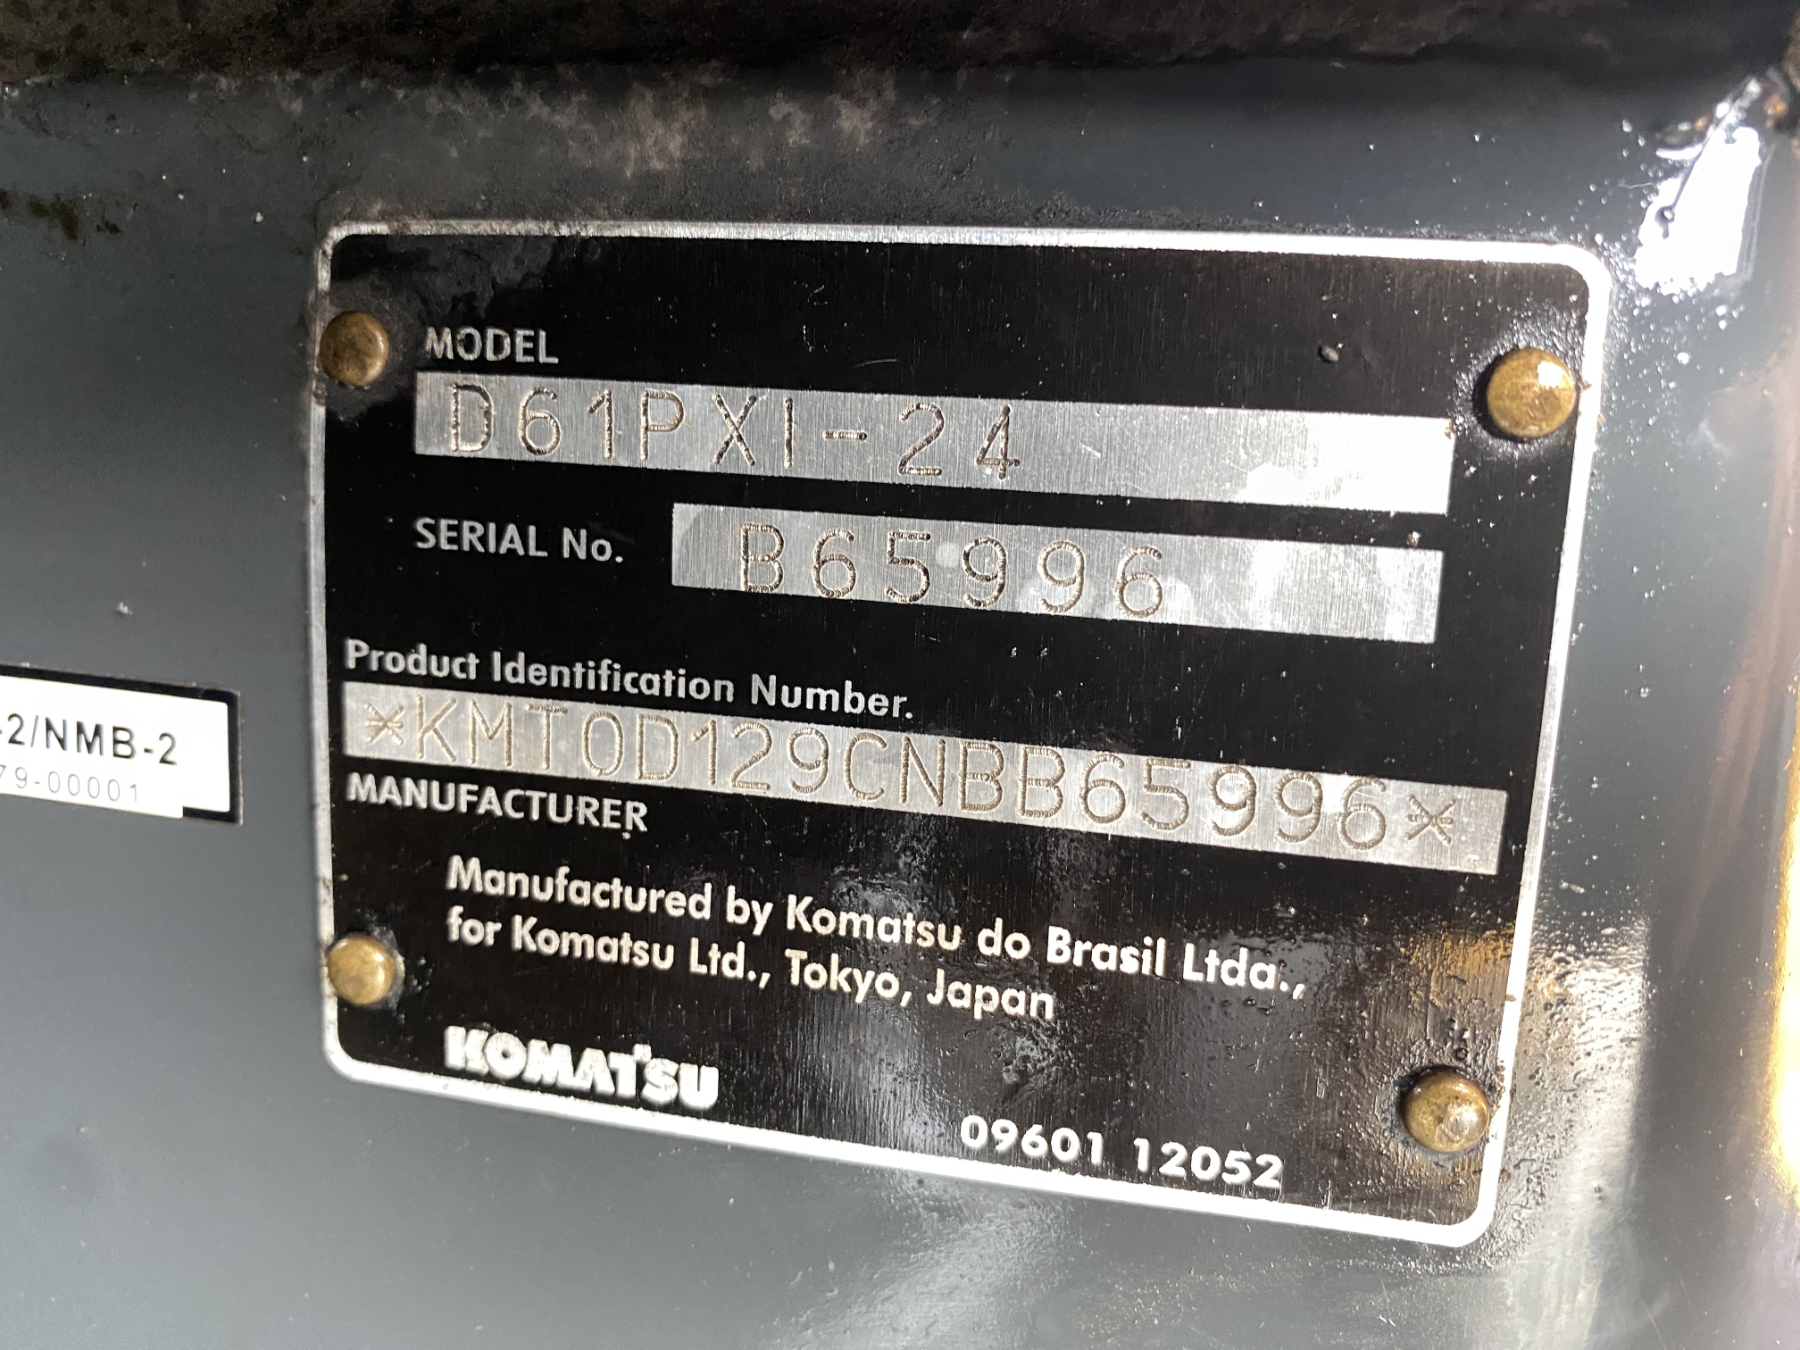 MODEL
D61PXI-24
SERIAL No. B65996
Product Identification Number.
*KMT0D129CNBB65996*
MANUFACTURER
Manufactured by Komatsu do Brasil Ltda.,
for Komatsu Ltd., Tokyo, Japan
KOMATSU
09601 12052
-2/NMB-2
79-00001